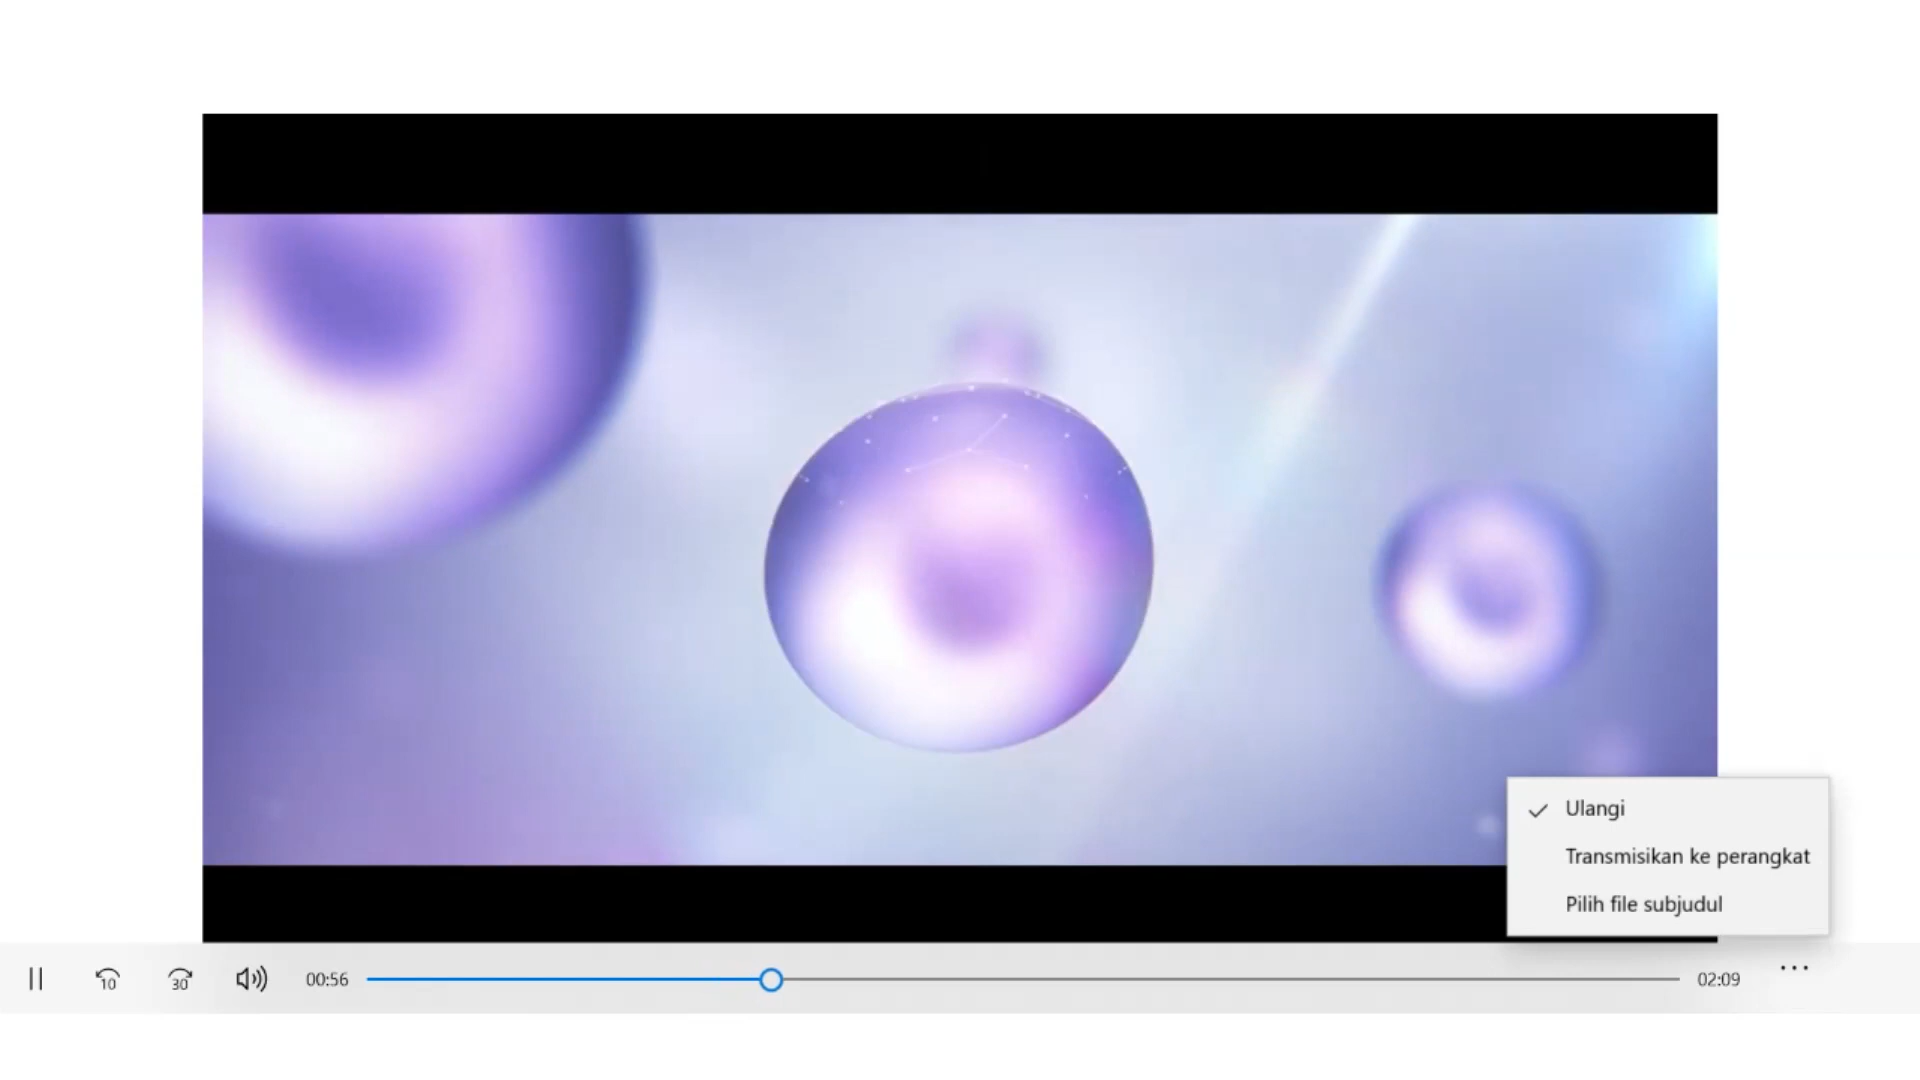 Ulangi
Transmisikan ke perangkat
Pilih file subjudul
10
30
00:56
02:09